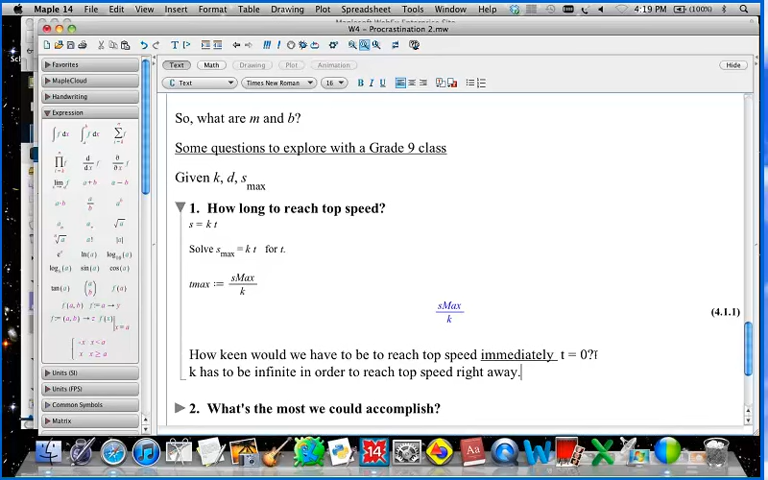 Maple 14 File Edit View Insert Format Table Drawing Plot Spreadsheet Tools Window Help 4:19 PM (100%)
W4 – Procrastination 2.mw
Favorites
MapleCloud
Handwriting
Expression
Units (SI)
Units (FPS)
Common Symbols
Matrix
Text Math Drawing Plot Animation Hide
C Text Times New Roman 16 B I U
So, what are m and b?
Some questions to explore with a Grade 9 class
Given k, d, s_max
1. How long to reach top speed?
s = k t
Solve s_max = k t for t.
tmax := sMax/k
sMax/k (4.1.1)
How keen would we have to be to reach top speed immediately t = 0?
k has to be infinite in order to reach top speed right away.
2. What's the most we could accomplish?